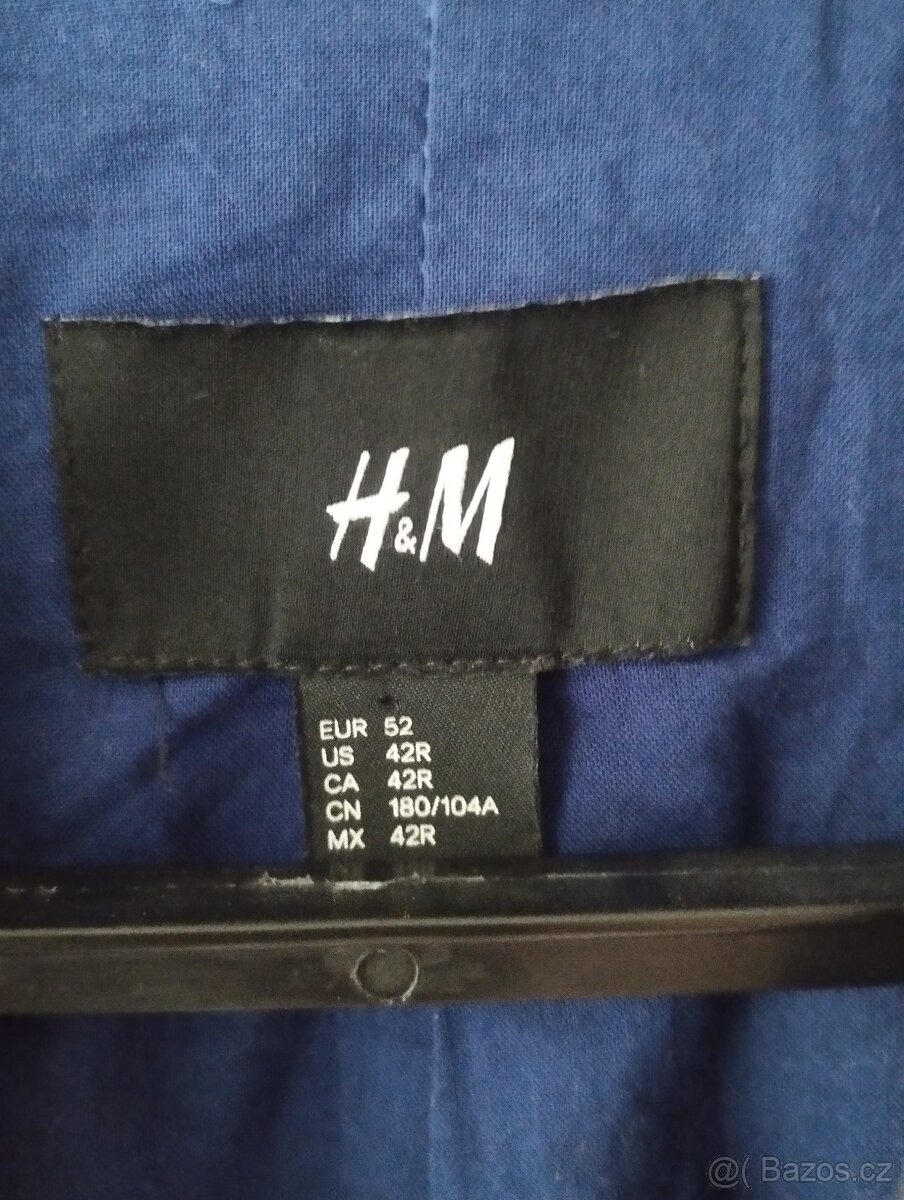 H&M
EUR 52
US 42R
CA 42R
CN 180/104A
MX 42R
@( Bazos.cz